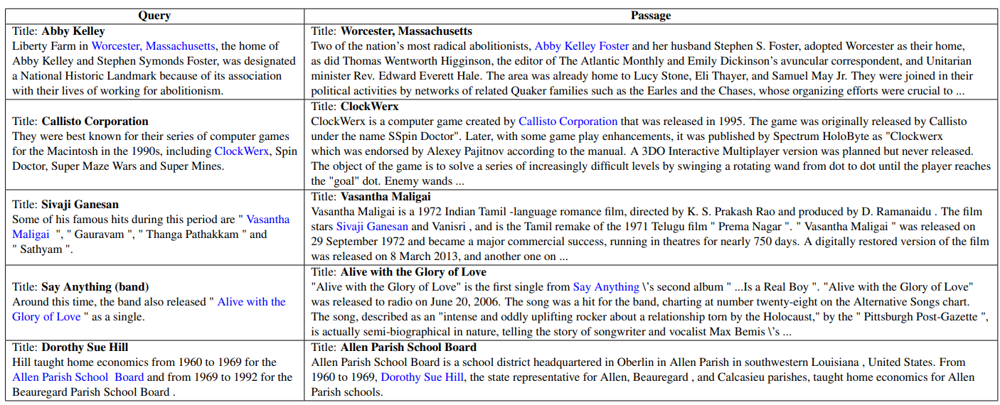 Query
Passage
Title: Abby Kelley
Liberty Farm in Worcester, Massachusetts, the home of
Abby Kelley and Stephen Symonds Foster, was designated
a National Historic Landmark because of its association
with their lives of working for abolitionism.
Title: Worcester, Massachusetts
Two of the nation's most radical abolitionists, Abby Kelley Foster and her husband Stephen S. Foster, adopted Worcester as their home,
as did Thomas Wentworth Higginson, the editor of The Atlantic Monthly and Emily Dickinson's avuncular correspondent, and Unitarian
minister Rev. Edward Everett Hale. The area was already home to Lucy Stone, Eli Thayer, and Samuel May Jr. They were joined in their
political activities by networks of related Quaker families such as the Earles and the Chases, whose organizing efforts were crucial to ...
Title: Callisto Corporation
They were best known for their series of computer games
for the Macintosh in the 1990s, including ClockWerx, Spin
Doctor, Super Maze Wars and Super Mines.
Title: ClockWerx
ClockWerx is a computer game created by Callisto Corporation that was released in 1995. The game was originally released by Callisto
under the name SSpin Doctor". Later, with some game play enhancements, it was published by Spectrum HoloByte as "Clockwerx
which was endorsed by Alexey Pajitnov according to the manual. A 3DO Interactive Multiplayer version was planned but never released.
The object of the game is to solve a series of increasingly difficult levels by swinging a rotating wand from dot to dot until the player reaches
the "goal" dot. Enemy wands ...
Title: Sivaji Ganesan
Some of his famous hits during this period are " Vasantha
Maligai ", " Gauravam ", " Thanga Pathakkam " and
" Sathyam ".
Title: Vasantha Maligai
Vasantha Maligai is a 1972 Indian Tamil -language romance film, directed by K. S. Prakash Rao and produced by D. Ramanaidu . The film
stars Sivaji Ganesan and Vanisri , and is the Tamil remake of the 1971 Telugu film " Prema Nagar ". " Vasantha Maligai " was released on
29 September 1972 and became a major commercial success, running in theatres for nearly 750 days. A digitally restored version of the film
was released on 8 March 2013, and another one on ...
Title: Say Anything (band)
Around this time, the band also released " Alive with the
Glory of Love " as a single.
Title: Alive with the Glory of Love
"Alive with the Glory of Love" is the first single from Say Anything \'s second album " ...Is a Real Boy ". "Alive with the Glory of Love"
was released to radio on June 20, 2006. The song was a hit for the band, charting at number twenty-eight on the Alternative Songs chart.
The song, described as an "intense and oddly uplifting rocker about a relationship torn by the Holocaust," by the " Pittsburgh Post-Gazette ",
is actually semi-biographical in nature, telling the story of songwriter and vocalist Max Bemis \'s ...
Title: Dorothy Sue Hill
Hill taught home economics from 1960 to 1969 for the
Allen Parish School Board and from 1969 to 1992 for the
Beauregard Parish School Board .
Title: Allen Parish School Board
Allen Parish School Board is a school district headquartered in Oberlin in Allen Parish in southwestern Louisiana , United States. From
1960 to 1969, Dorothy Sue Hill, the state representative for Allen, Beauregard , and Calcasieu parishes, taught home economics for Allen
Parish schools.